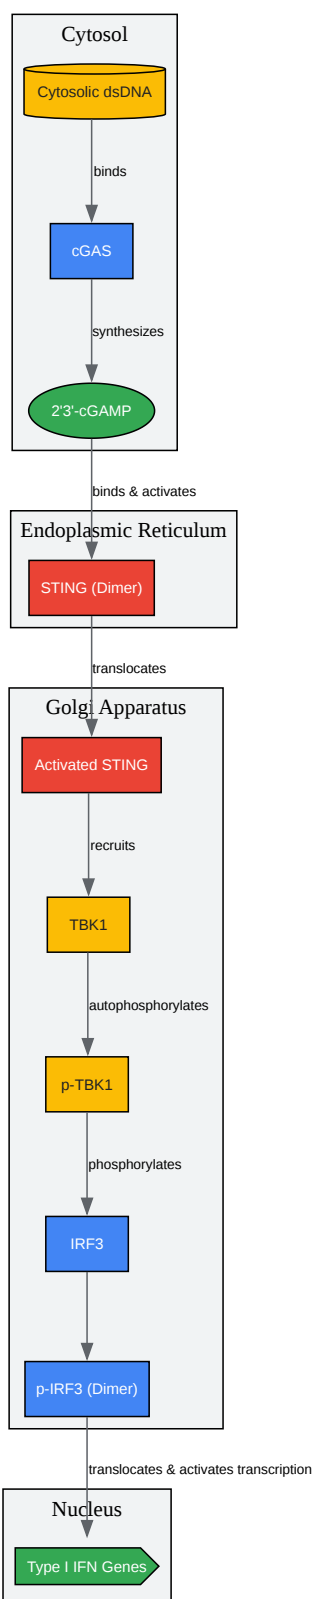 Cytosol
Cytosolic dsDNA
binds
cGAS
synthesizes
2'3'-cGAMP
binds & activates
Endoplasmic Reticulum
STING (Dimer)
translocates
Golgi Apparatus
Activated STING
recruits
TBK1
autophosphorylates
p-TBK1
phosphorylates
IRF3
p-IRF3 (Dimer)
translocates & activates transcription
Nucleus
Type I IFN Genes